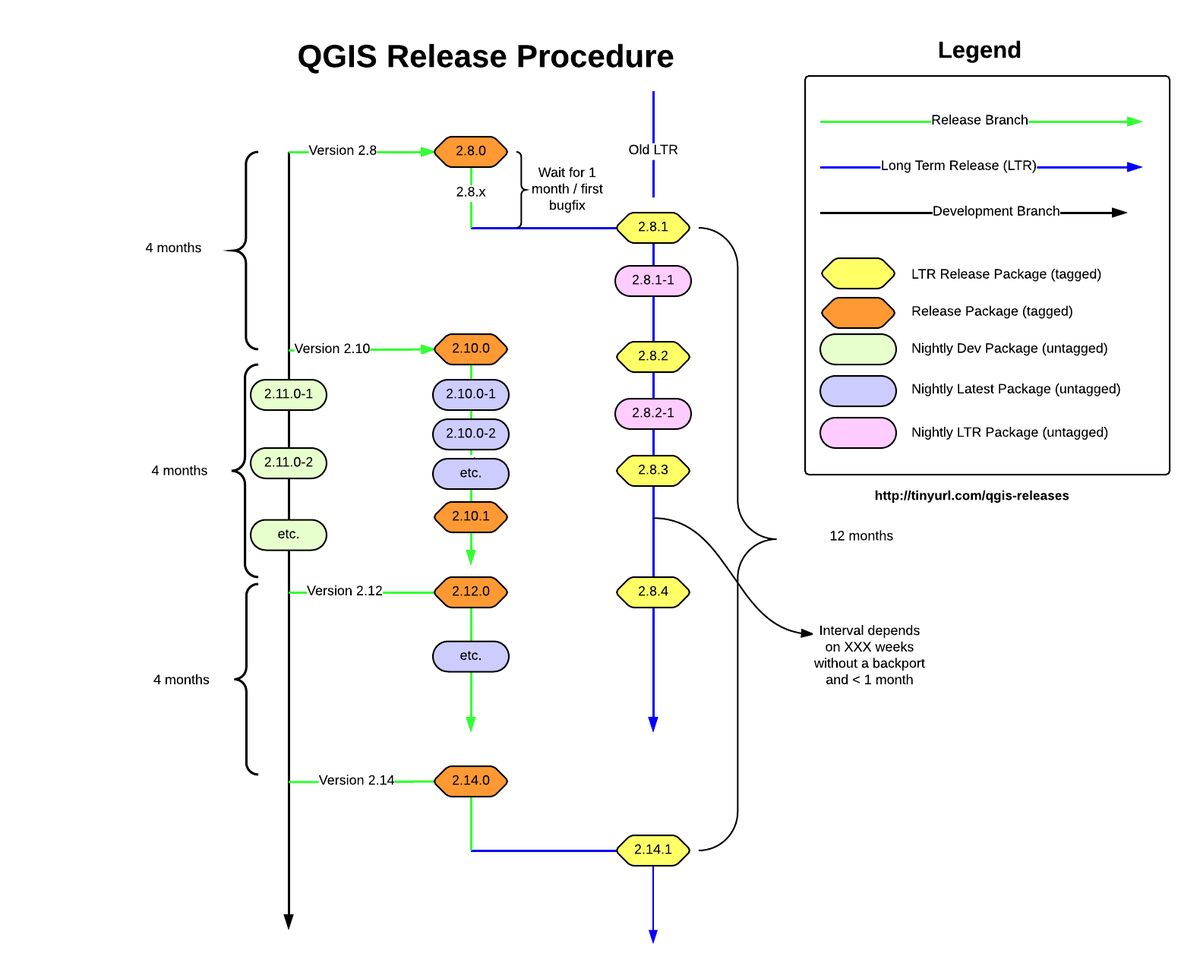 QGIS Release Procedure
Legend
Release Branch
Long Term Release (LTR)
Development Branch
LTR Release Package (tagged)
Release Package (tagged)
Nightly Dev Package (untagged)
Nightly Latest Package (untagged)
Nightly LTR Package (untagged)
http://tinyurl.com/qgis-releases
Old LTR
Version 2.8
2.8.0
2.8.x
Wait for 1
month / first
bugfix
4 months
2.8.1
2.8.1-1
Version 2.10
2.10.0
2.8.2
2.11.0-1
2.10.0-1
2.8.2-1
2.10.0-2
4 months
2.11.0-2
etc.
2.8.3
2.10.1
etc.
12 months
Version 2.12
2.12.0
2.8.4
Interval depends
on XXX weeks
without a backport
and < 1 month
etc.
4 months
Version 2.14
2.14.0
2.14.1